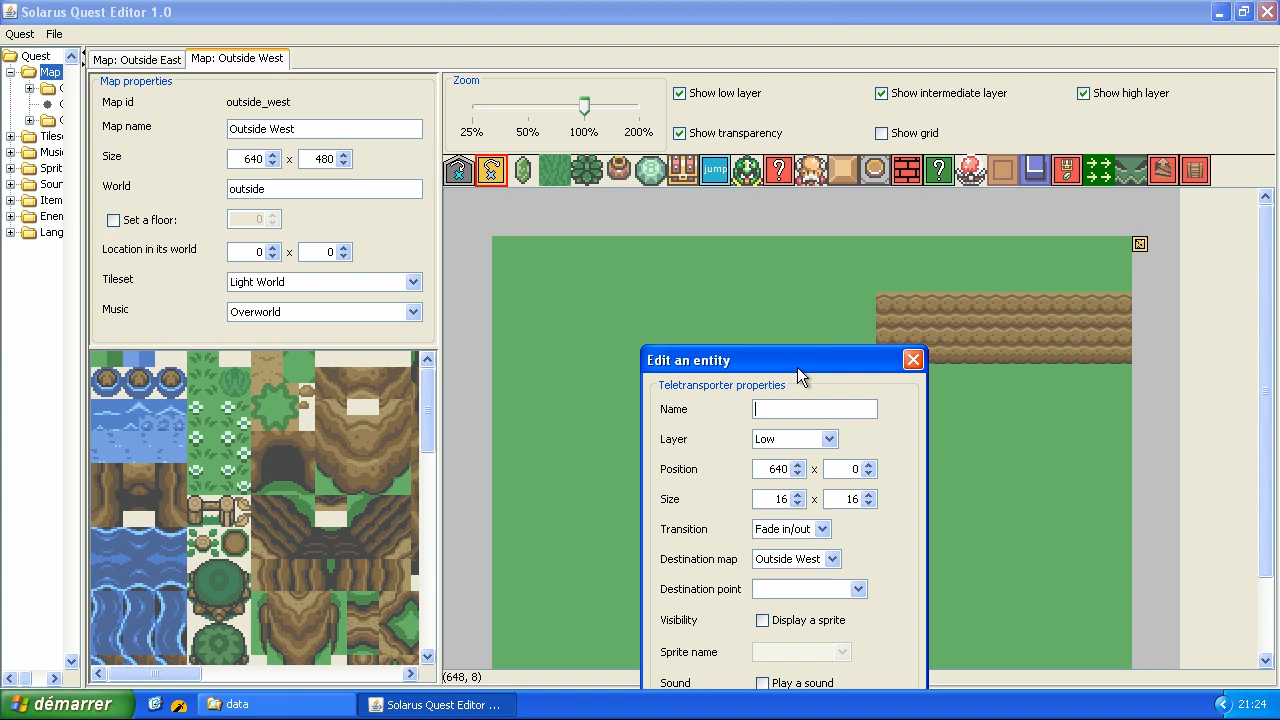 Solarus Quest Editor 1.0
Quest File
Quest
Map
Tiles
Music
Sprit
Soun
Item
Enem
Lang
Map: Outside East Map: Outside West
Map properties
Map id outside_west
Map name Outside West
Size 640 x 480
World outside
Set a floor: 0
Location in its world 0 x 0
Tileset Light World
Music Overworld
Zoom
25% 50% 100% 200%
Show low layer Show intermediate layer Show high layer
Show transparency Show grid
jump
?
?
Edit an entity
Teletransporter properties
Name
Layer Low
Position 640 x 0
Size 16 x 16
Transition Fade in/out
Destination map Outside West
Destination point
Visibility Display a sprite
Sprite name
Sound Play a sound
(648, 8)
démarrer data Solarus Quest Editor ... 21:24